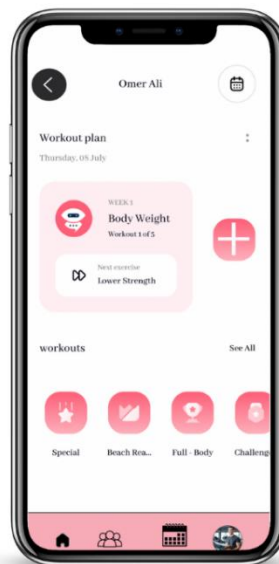 Omer Ali
Workout plan
Thursday, 08 July
WEEK 1
Body Weight
Workout 1 of 5
Next exercise
Lower Strength
workouts
See All
Special
Beach Rea...
Full - Body
Challeng